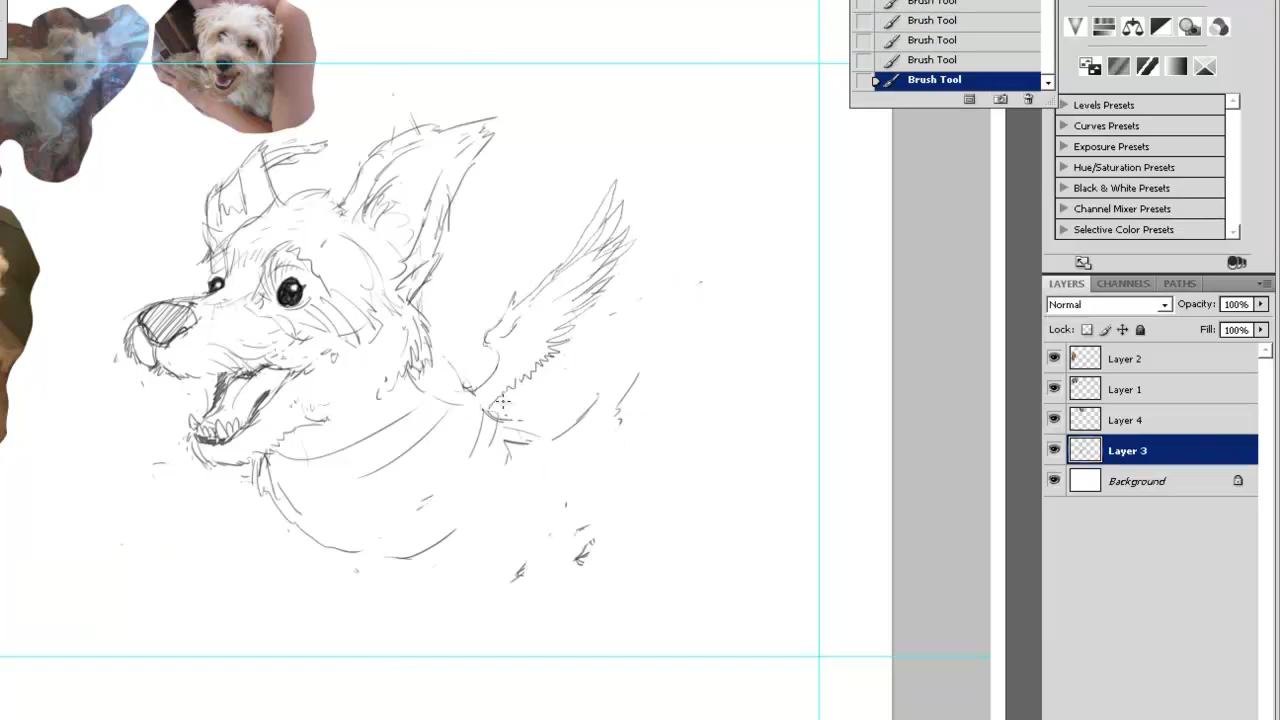 Brush Tool
Brush Tool
Brush Tool
Brush Tool
Brush Tool
Levels Presets
Curves Presets
Exposure Presets
Hue/Saturation Presets
Black & White Presets
Channel Mixer Presets
Selective Color Presets
LAYERS CHANNELS PATHS
Normal Opacity: 100%
Lock: Fill: 100%
Layer 2
Layer 1
Layer 4
Layer 3
Background